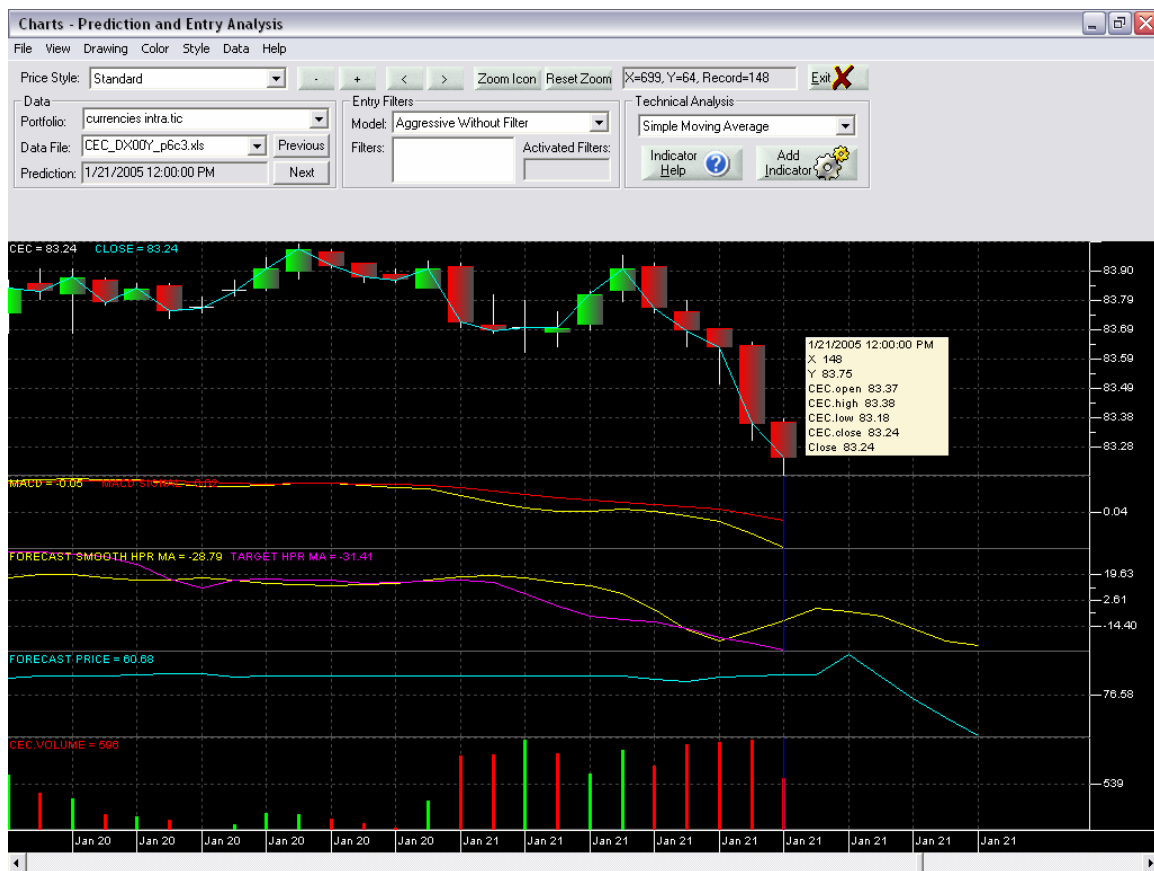 Charts - Prediction and Entry Analysis
File View Drawing Color Style Data Help
Price Style: Standard - + < > Zoom Icon Reset Zoom X=699, Y=64, Record=148 Exit
Data Entry Filters Technical Analysis
Portfolio: currencies intra.tic Model: Aggressive Without Filter Simple Moving Average
Data File: CEC_DX00Y_p6c3.xls Previous Filters: Activated Filters:
Prediction: 1/21/2005 12:00:00 PM Next Indicator Help Add Indicator
CEC = 83.24 CLOSE = 83.24
83.90
83.79
83.69
1/21/2005 12:00:00 PM
X 148
Y 83.75
CEC.open 83.37
CEC.high 83.38
CEC.low 83.18
CEC.close 83.24
Close 83.24
83.59
83.49
83.38
83.28
MACD = -0.05 MACD SIGNAL = -0.02
-0.04
FORECAST SMOOTH HPR MA = -28.79 TARGET HPR MA = -31.41
19.63
2.61
-14.40
FORECAST PRICE = 60.68
76.58
CEC.VOLUME = 596
539
Jan 20 Jan 20 Jan 20 Jan 20 Jan 20 Jan 20 Jan 21 Jan 21 Jan 21 Jan 21 Jan 21 Jan 21 Jan 21 Jan 21 Jan 21